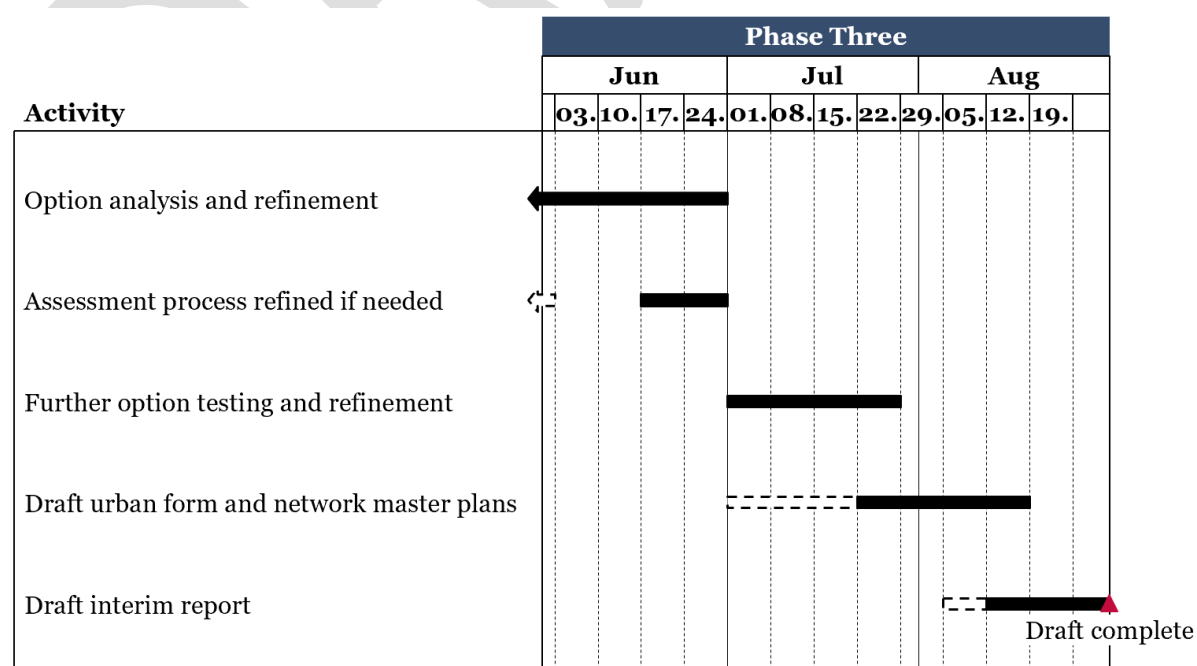 Phase Three
Jun Jul Aug
Activity 03. 10. 17. 24. 01. 08. 15. 22. 29. 05. 12. 19.
Option analysis and refinement
Assessment process refined if needed
Further option testing and refinement
Draft urban form and network master plans
Draft interim report
Draft complete